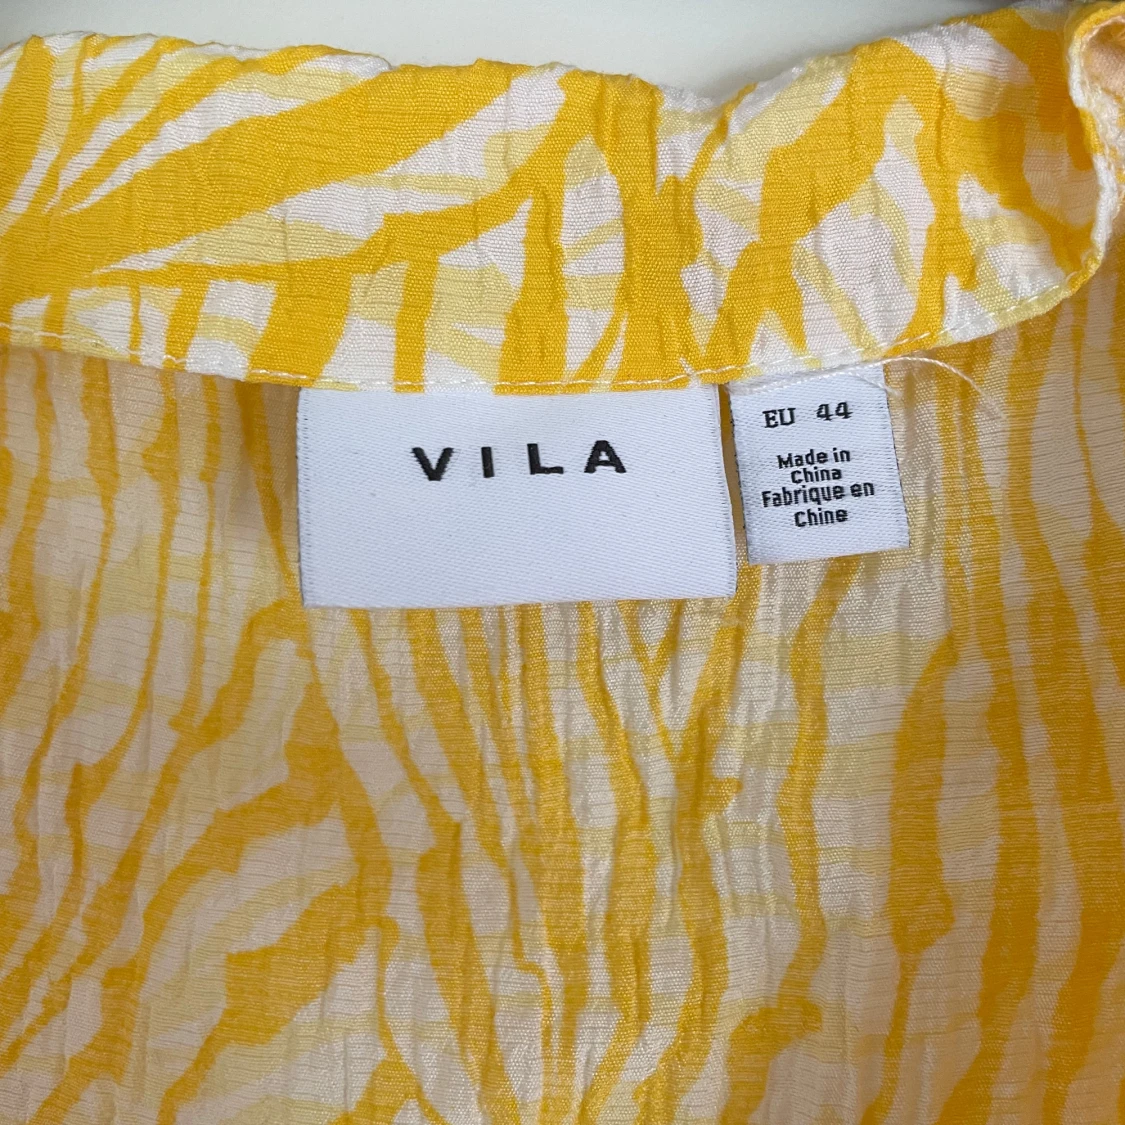 VILA
EU 44
Made in
China
Fabrique en
Chine